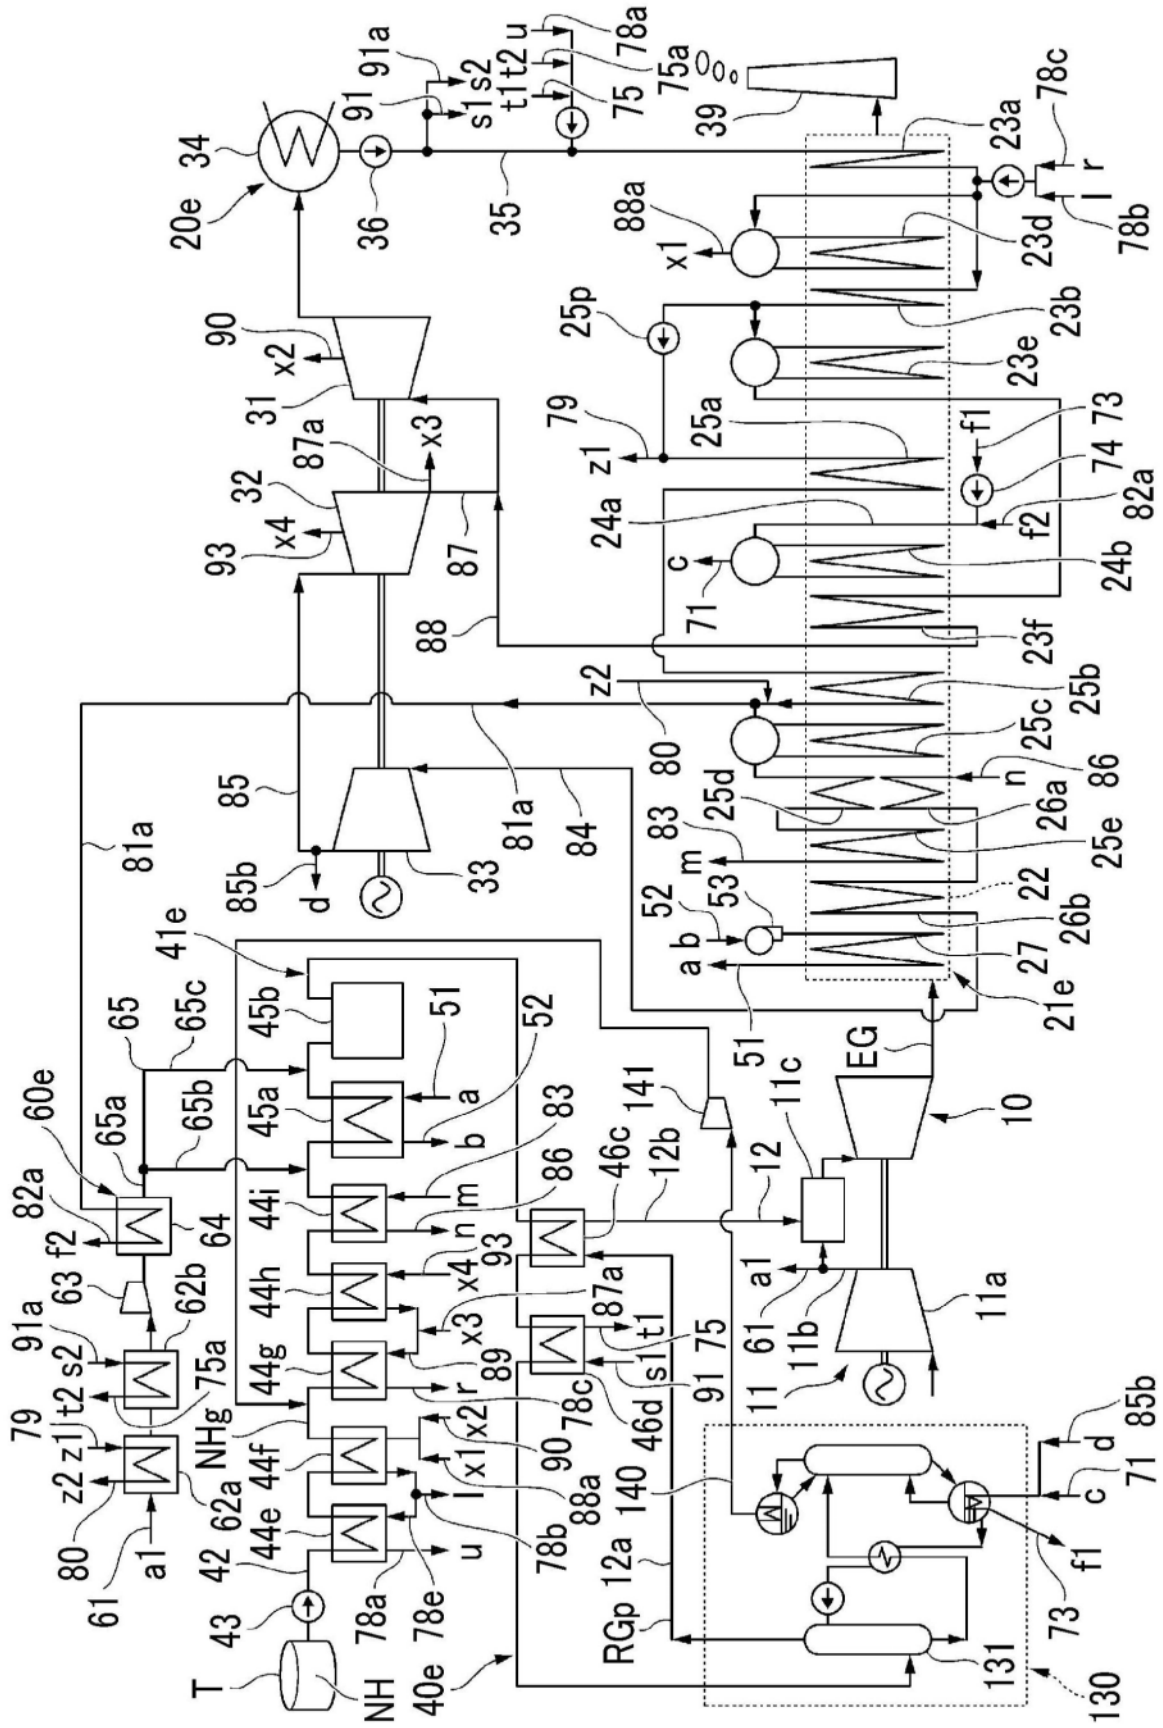 79
91a
63
82a
60e
65
z2
z1
t2
s2
f2
65a
65c
81a
80
a1
61
62a
75a
62b
64
65b
T
NH
43
42
44e
44f
NHg
44g
44h
44i
45a
45b
41e
85
20e
34
78a
78e
u
78b
l
88a
x1
90
x2
78c
r
89
x3
x4
93
n
86
m
83
b
52
a
51
85b
d
33
93
x4
32
87a
x3
31
x2
90
36
91
91a
s1
s2
40e
RGp
12a
140
46d
91
s1
75
t1
87a
46c
12b
141
81a
84
88
87
35
t1
t2
u
75
75a
78a
131
130
73
f1
c
71
d
85b
11
11b
61
a1
12
11c
11a
10
EG
51
a
b
52
53
m
83
25d
80
z2
71
c
24a
z1
79
25a
25p
x1
88a
39
21e
27
26b
22
25e
26a
n
86
25c
25b
23f
24b
f2
82a
74
f1
73
23e
23b
23d
23a
78b
l
r
78c